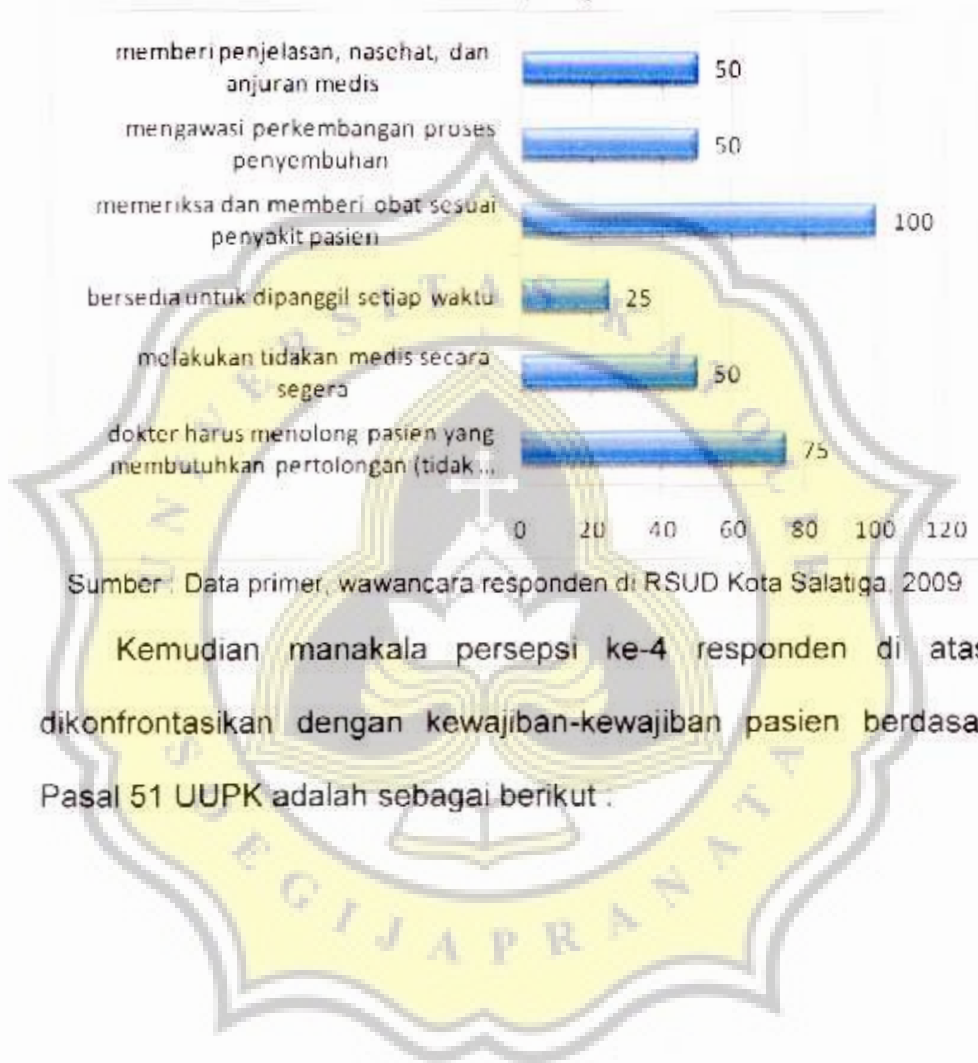 memberi penjelasan, nasehat, dan
anjuran medis
50
mengawasi perkembangan proses
penyembuhan
50
memeriksa dan memberi obat sesuai
penyakit pasien
100
bersedia untuk dipanggil setiap waktu
25
melakukan tidakan medis secara
segera
50
dokter harus menolong pasien yang
membutuhkan pertolongan (tidak ...
75
0 20 40 60 80 100 120
Sumber : Data primer, wawancara responden di RSUD Kota Salatiga, 2009
Kemudian manakala persepsi ke-4 responden di atas
dikonfrontasikan dengan kewajiban-kewajiban pasien berdasa
Pasal 51 UUPK adalah sebagai berikut :
UNIVERSITAS KATOLIK
SOEGIJAPRANATA